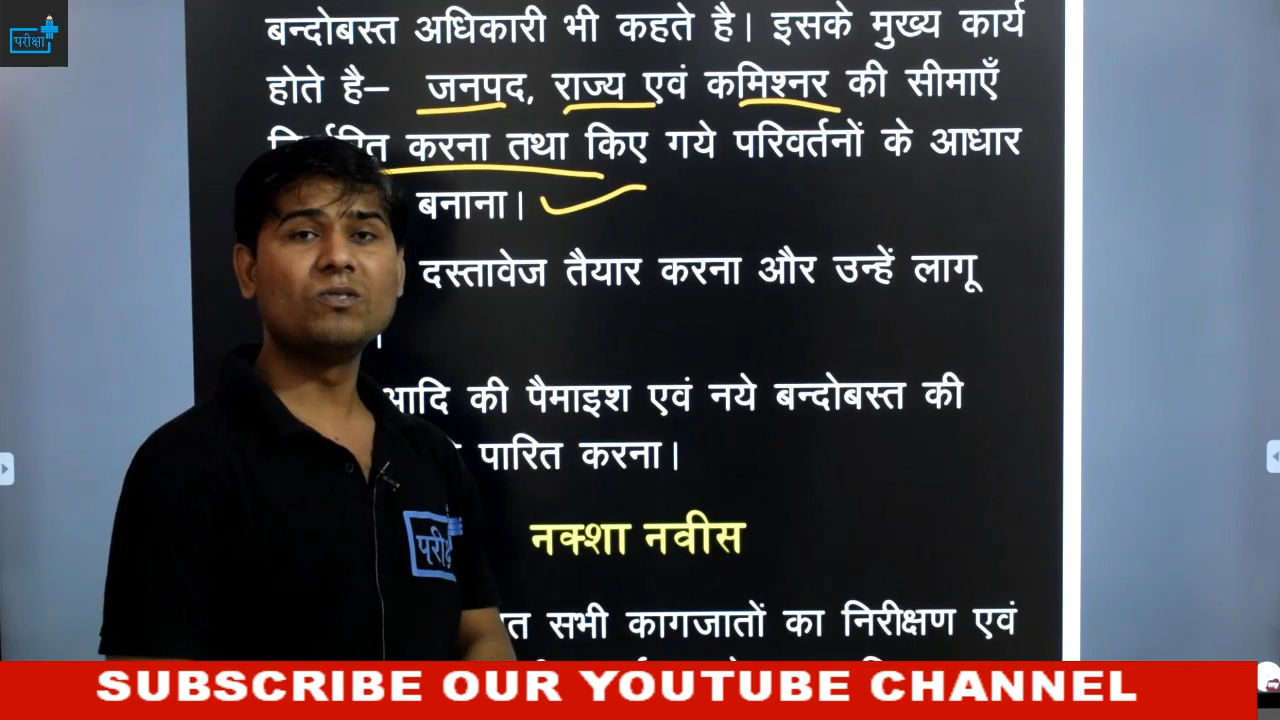 परीक्षा
बन्दोबस्त अधिकारी भी कहते है। इसके मुख्य कार्य
होते है– जनपद, राज्य एवं कमिश्नर की सीमाएँ
करना तथा किए गये परिवर्तनों के आधार
बनाना।
दस्तावेज तैयार करना और उन्हें लागू
आदि की पैमाइश एवं नये बन्दोबस्त की
पारित करना।
नक्शा नवीस
सभी कागजातों का निरीक्षण एवं
SUBSCRIBE OUR YOUTUBE CHANNEL